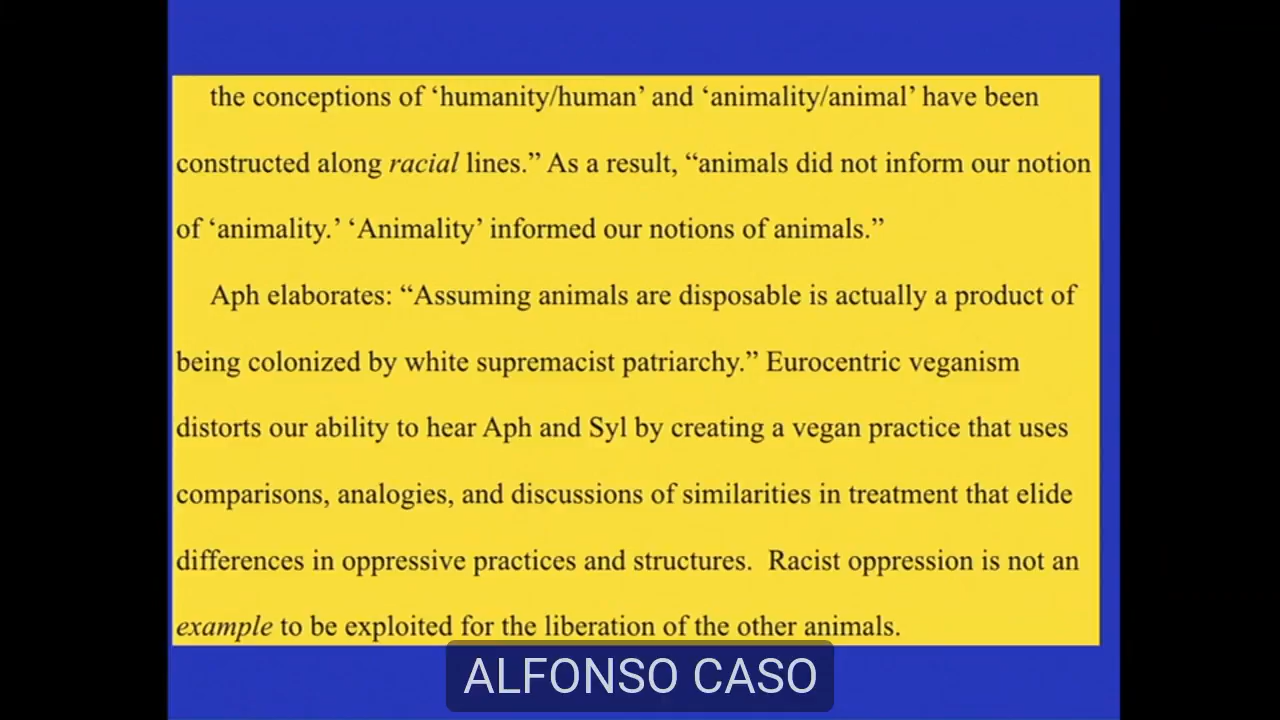 the conceptions of ‘humanity/human’ and ‘animality/animal’ have been
constructed along racial lines.” As a result, “animals did not inform our notion
of ‘animality.’ ‘Animality’ informed our notions of animals.”
Aph elaborates: “Assuming animals are disposable is actually a product of
being colonized by white supremacist patriarchy.” Eurocentric veganism
distorts our ability to hear Aph and Syl by creating a vegan practice that uses
comparisons, analogies, and discussions of similarities in treatment that elide
differences in oppressive practices and structures.  Racist oppression is not an
example to be exploited for the liberation of the other animals.
ALFONSO CASO